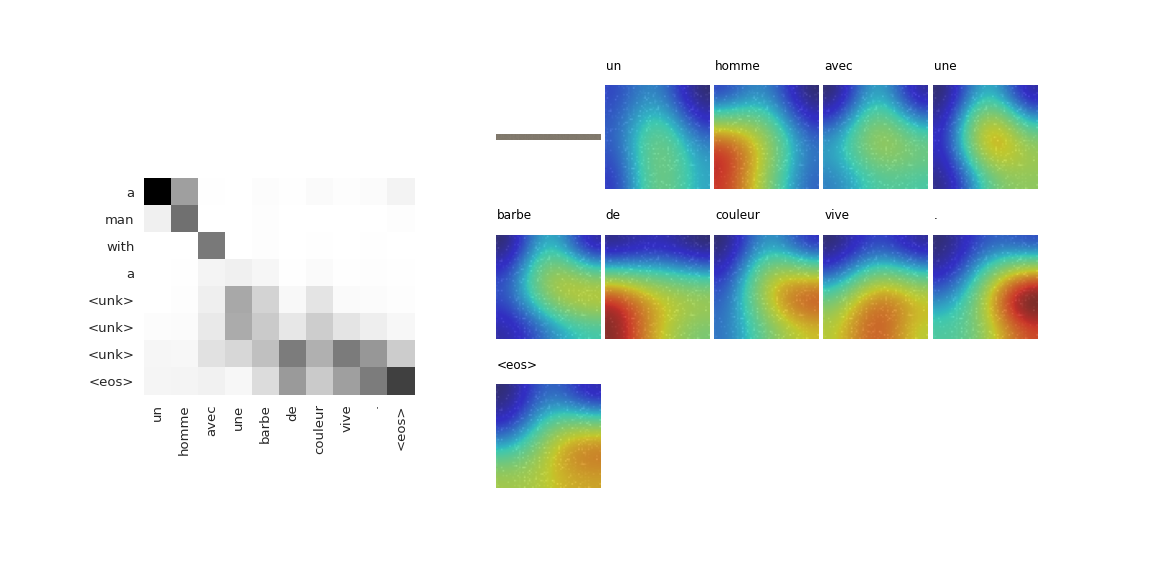 a
man
with
a
<unk>
<unk>
<unk>
<eos>
un
homme
avec
une
barbe
de
couleur
vive
.
<eos>
un homme avec une
barbe de couleur vive .
<eos>